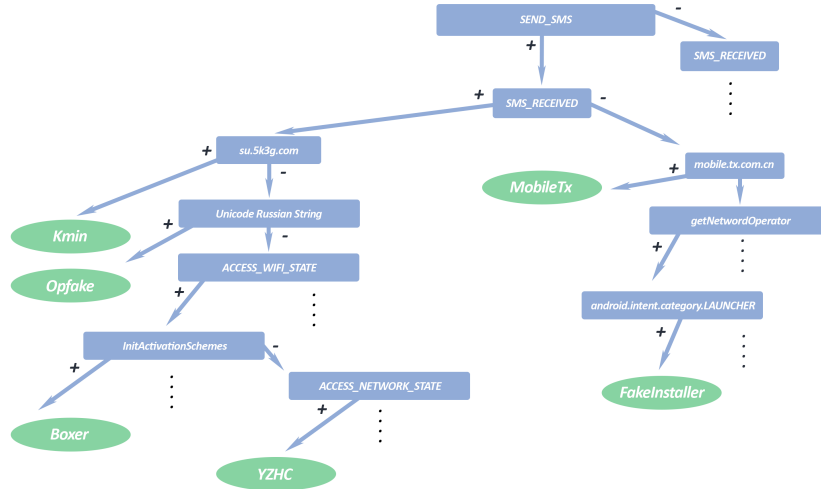 SEND_SMS
-
+
SMS_RECEIVED
+
SMS_RECEIVED
-
su.5k3g.com
+
-
mobile.tx.com.cn
+
-
MobileTx
Unicode Russian String
+
-
getNetwordOperator
+
Kmin
ACCESS_WIFI_STATE
+
Opfake
android.intent.category.LAUNCHER
+
InitActivationSchemes
+
-
ACCESS_NETWORK_STATE
+
FakeInstaller
Boxer
YZHC